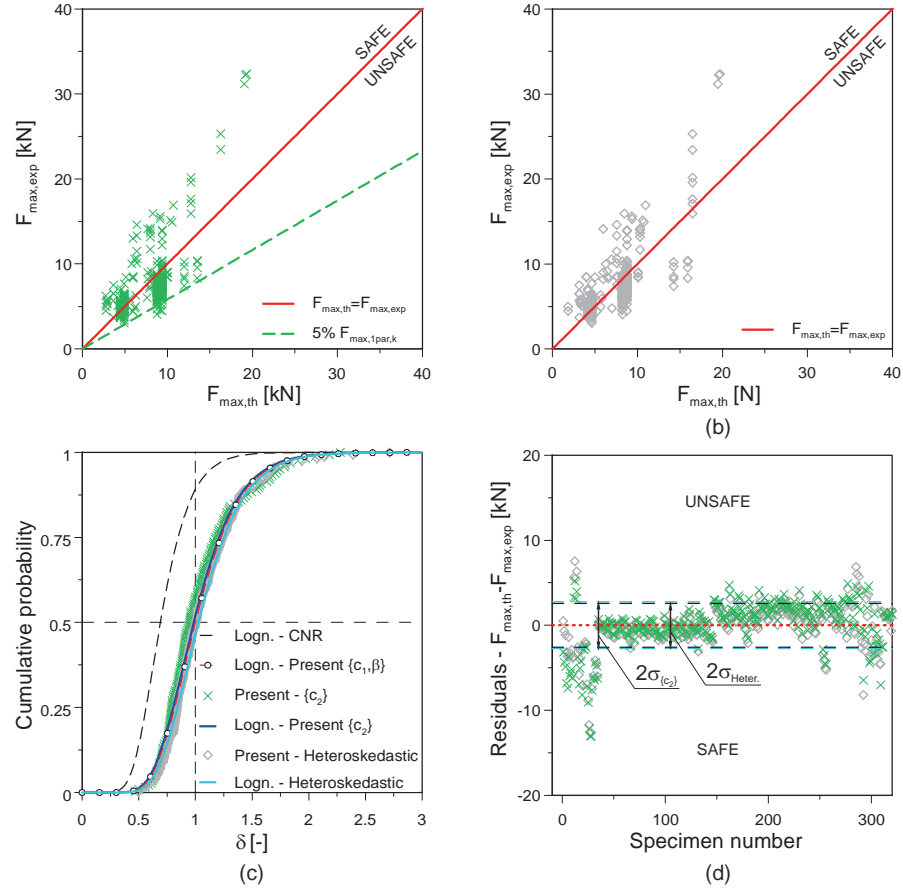 40
30
20
10
0
F_max,exp [kN]
SAFE
UNSAFE
F_max,th=F_max,exp
5% F_max,1par,k
0 10 20 30 40
F_max,th [kN]
40
30
20
10
0
F_max,exp [kN]
SAFE
UNSAFE
F_max,th=F_max,exp
0 10 20 30 40
F_max,th [N]
(b)
1
0.75
0.5
0.25
0
Cumulative probability
Logn. - CNR
Logn. - Present {c₁,β}
Present - {c₂}
Logn. - Present {c₂}
Present - Heteroskedastic
Logn. - Heteroskedastic
0 0.5 1 1.5 2 2.5 3
δ [-]
(c)
20
10
0
-10
-20
Residuals - F_max,th-F_max,exp [kN]
UNSAFE
2σ_{c₂}
2σ_Heter.
SAFE
0 100 200 300
Specimen number
(d)